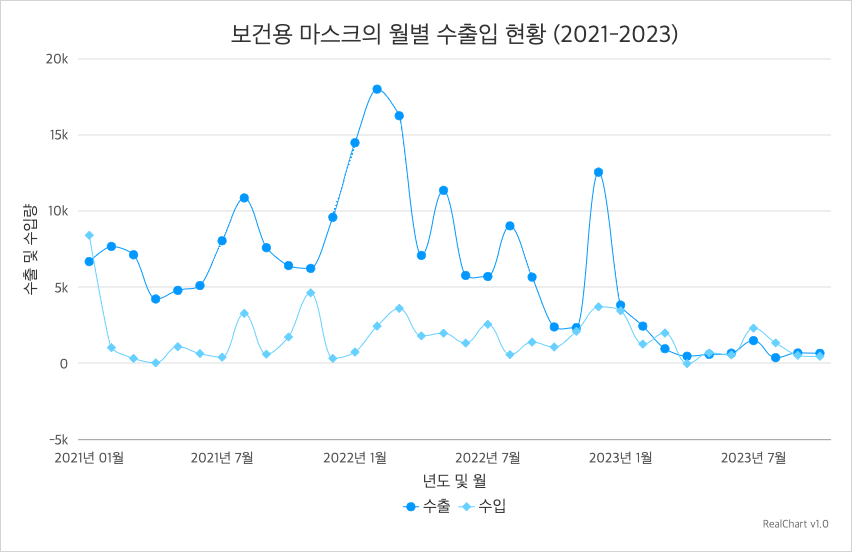 보건용 마스크의 월별 수출입 현황 (2021-2023)
20k
15k
10k
5k
0
-5k
수출 및 수입량
2021년 01월 2021년 7월 2022년 1월 2022년 7월 2023년 1월 2023년 7월
년도 및 월
수출 수입
RealChart v1.0